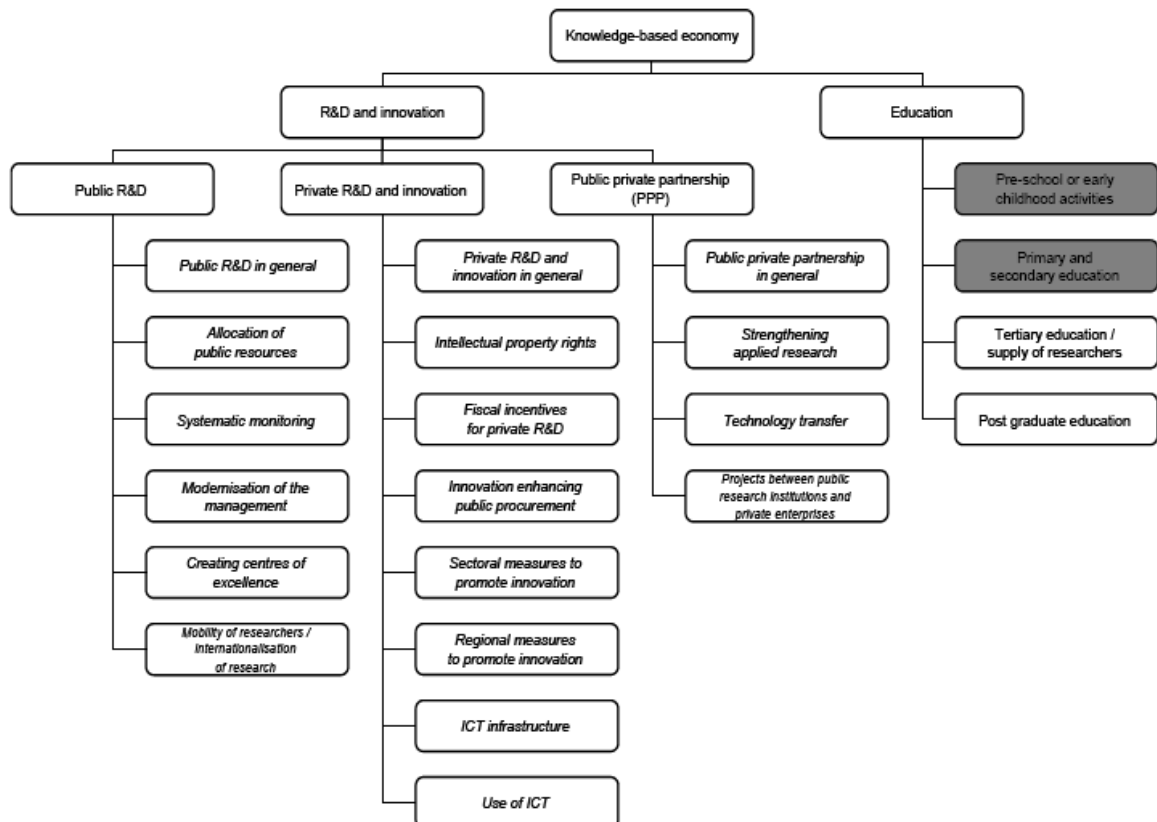 Knowledge-based economy
R&D and innovation
Education
Public R&D
Private R&D and innovation
Public private partnership
(PPP)
Pre-school or early
childhood activities
Public R&D in general
Private R&D and
innovation in general
Public private partnership
in general
Primary and
secondary education
Allocation of
public resources
Intellectual property rights
Strengthening
applied research
Tertiary education /
supply of researchers
Systematic monitoring
Fiscal incentives
for private R&D
Technology transfer
Post graduate education
Modernisation of the
management
Innovation enhancing
public procurement
Projects between public
research institutions and
private enterprises
Creating centres of
excellence
Sectoral measures to
promote innovation
Mobility of researchers /
internationalisation
of research
Regional measures
to promote innovation
ICT infrastructure
Use of ICT